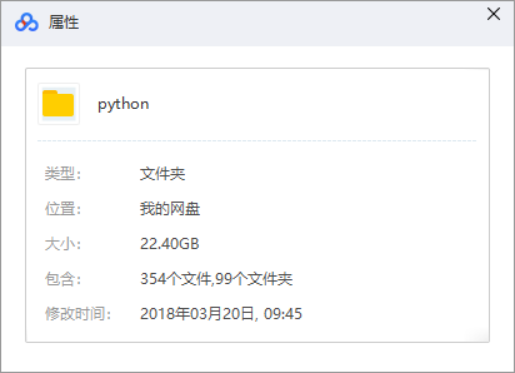 属性
python
类型： 文件夹
位置： 我的网盘
大小： 22.40GB
包含： 354个文件,99个文件夹
修改时间： 2018年03月20日, 09:45